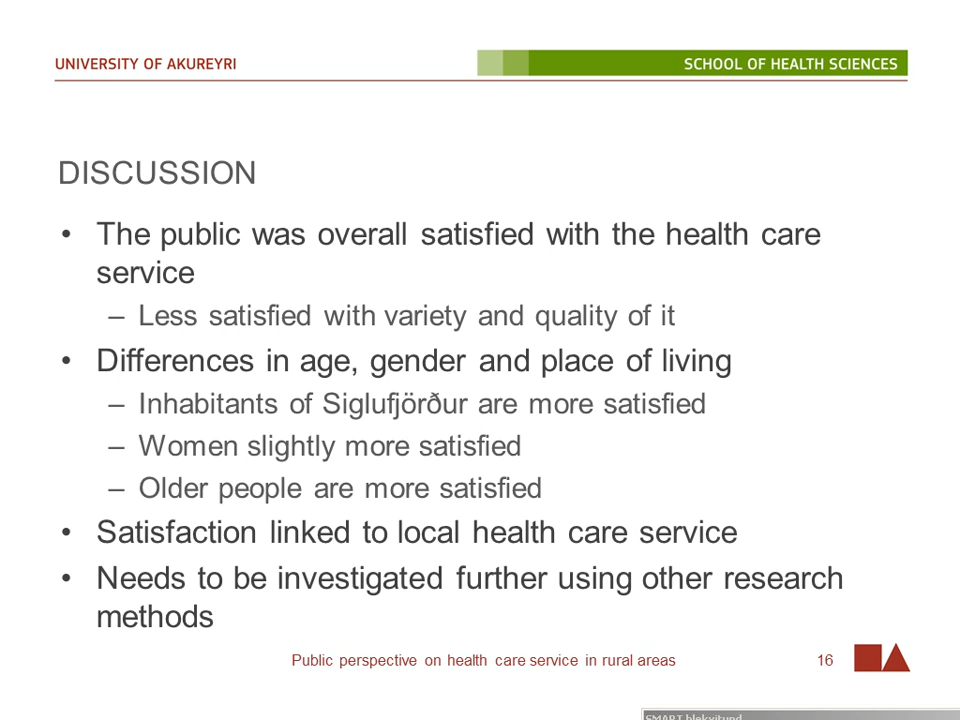 UNIVERSITY OF AKUREYRI
SCHOOL OF HEALTH SCIENCES
DISCUSSION
• The public was overall satisfied with the health care
service
– Less satisfied with variety and quality of it
• Differences in age, gender and place of living
– Inhabitants of Siglufjörður are more satisfied
– Women slightly more satisfied
– Older people are more satisfied
• Satisfaction linked to local health care service
• Needs to be investigated further using other research
methods
Public perspective on health care service in rural areas
16
SMART blekvitund